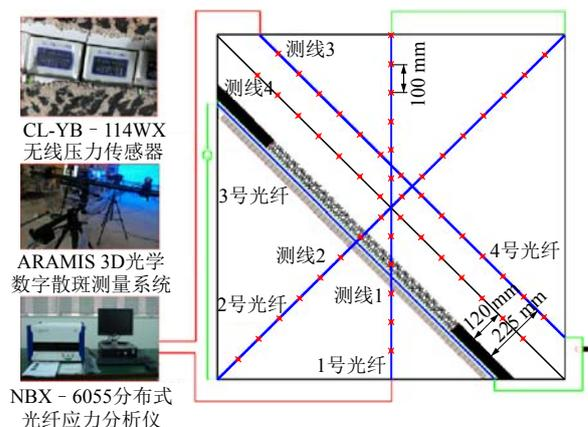 CL-YB-114WX
无线压力传感器
ARAMIS 3D光学
数字散斑测量系统
NBX-6055分布式
光纤应力分析仪
测线3
100 mm
测线4
3号光纤
4号光纤
测线2
测线1
2号光纤
120 mm
225 mm
1号光纤